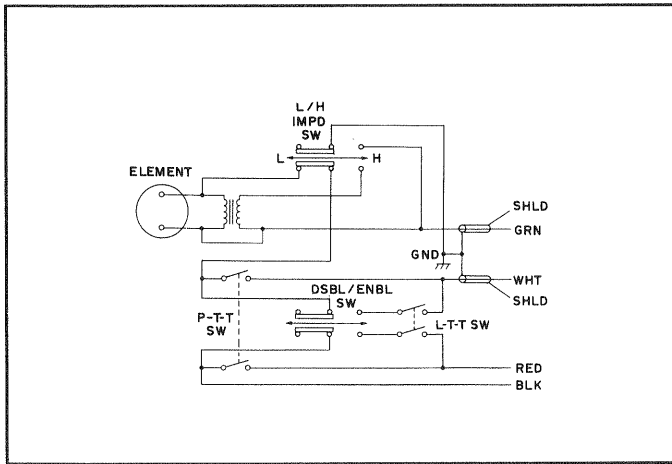 L/H
IMPD
SW
L
H
ELEMENT
SHLD
GRN
GND
WHT
SHLD
DSBL/ENBL
SW
P-T-T
SW
L-T-T SW
RED
BLK